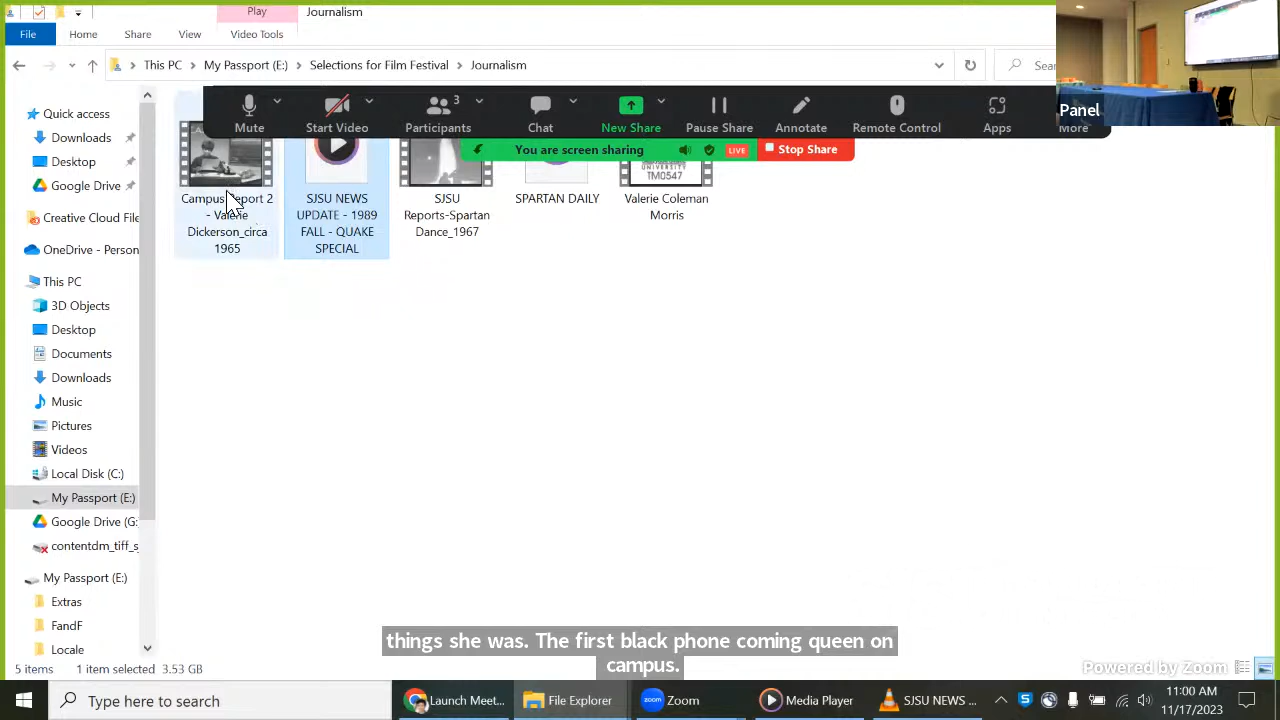 Play
Journalism
File
Home
Share
View
Video Tools
This PC
My Passport (E:)
Selections for Film Festival
Journalism
Sear
Panel
Mute
Start Video
Participants
3
Chat
New Share
Pause Share
Annotate
Remote Control
Apps
More
You are screen sharing
LIVE
Stop Share
Quick access
Downloads
Desktop
Google Drive
Creative Cloud File
OneDrive - Person
This PC
3D Objects
Desktop
Documents
Downloads
Music
Pictures
Videos
Local Disk (C:)
My Passport (E:)
Google Drive (G:
contentdm_tiff_s
My Passport (E:)
Extras
FandF
Locale
Campus Report 2
- Valerie
Dickerson_circa
1965
SJSU NEWS
UPDATE - 1989
FALL - QUAKE
SPECIAL
SJSU
Reports-Spartan
Dance_1967
SPARTAN DAILY
UNIVERSITY
TM0547
Valerie Coleman
Morris
things she was. The first black phone coming queen on
campus.
5 items
1 item selected 3.53 GB
Powered by Zoom
Type here to search
Launch Meet...
File Explorer
Zoom
Media Player
SJSU NEWS ...
11:00 AM
11/17/2023